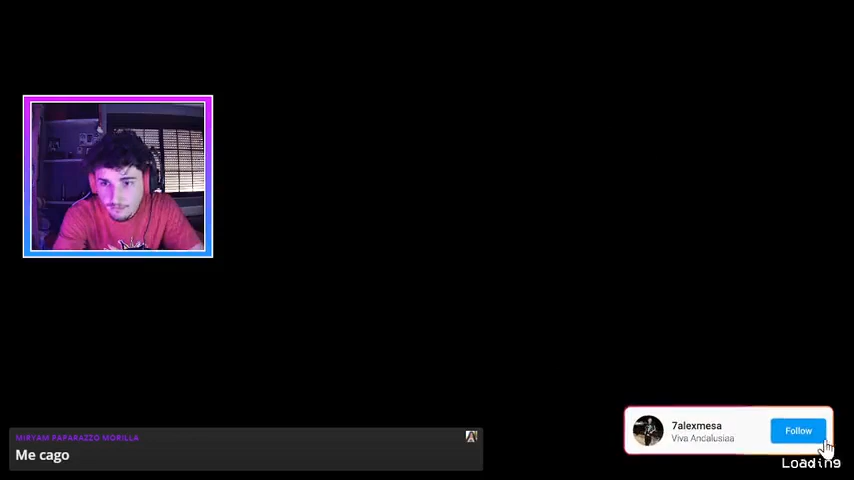 MIRYAM PAPARAZZO MORILLA
Me cago
7alexmesa
Viva Andalusiaa
Follow
Loading